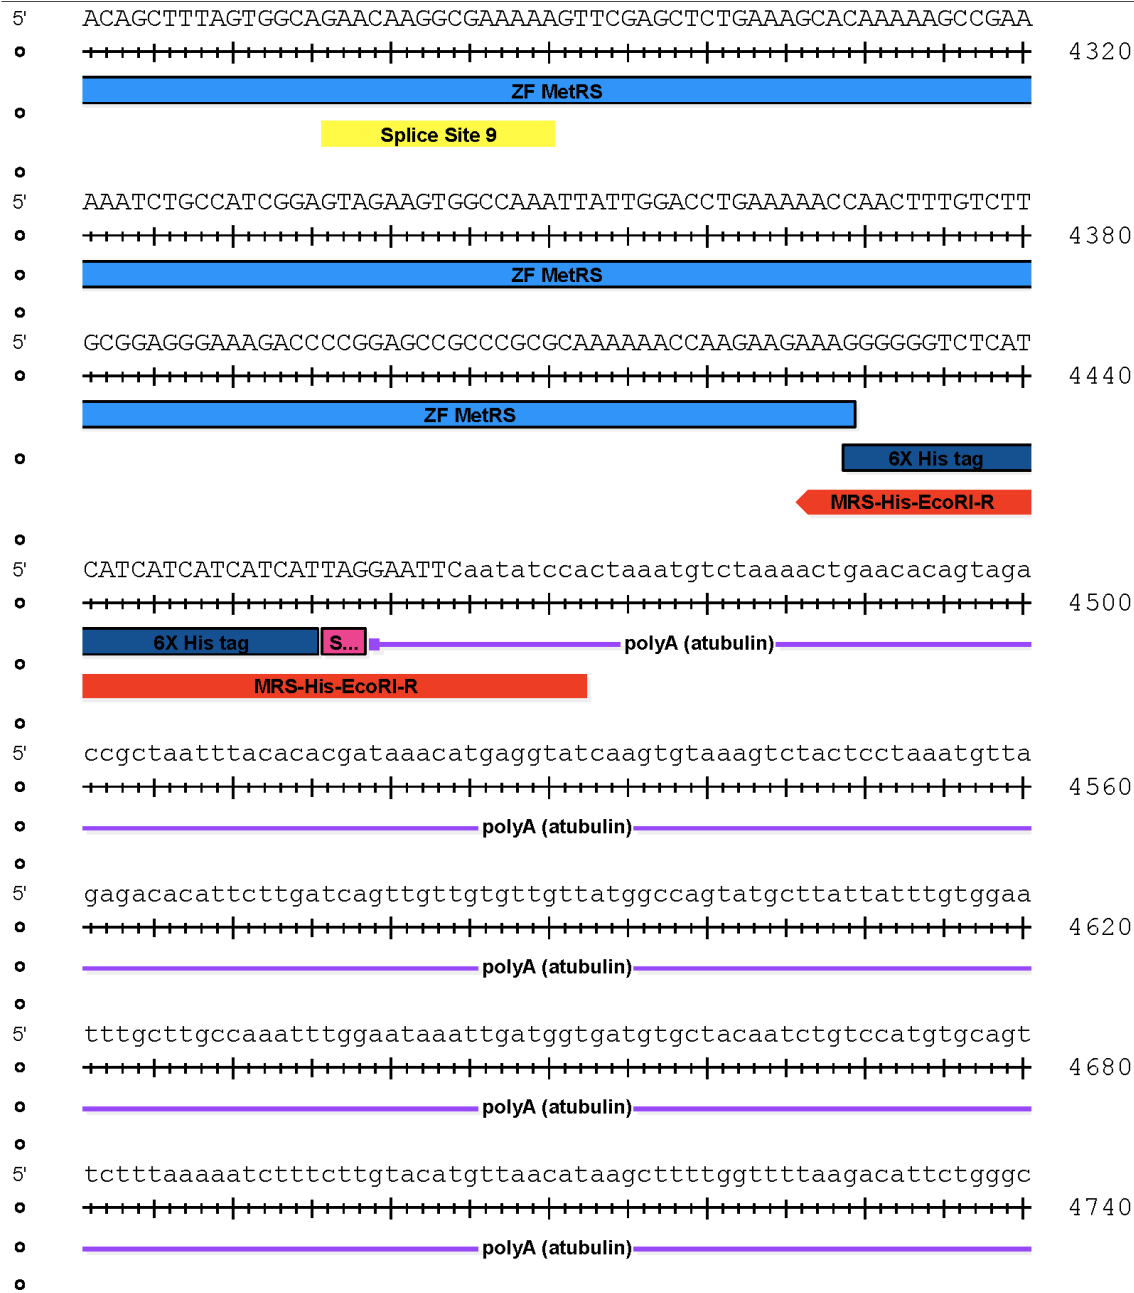 ACAGCTTTAGTGGCAGAACAAGGCGAAAAAGTTCGAGCTCTGAAAGCACAAAAAGCCGAA
4320
ZF MetRS
Splice Site 9
5' AAATCTGCCATCGGAGTAGAAGTGGCCAAATTATTGGACCTGAAAAACCAACTTTGTCTT
4380
ZF MetRS
5' GCGGAGGGAAAGACCCCGGAGCCGCCCGCGCAAAAAACCAAGAAGAAAGGGGGGTCTCAT
4440
ZF MetRS
6X His tag
MRS-His-EcoRI-R
5' CATCATCATCATCATTAGGAATTCaatatccactaaatgtctaaaactgaacacagtaga
4500
6X His tag S... polyA (atubulin)
MRS-His-EcoRI-R
5' ccgctaatttacacacgataaacatgaggtatcaagtgtaaagtctactcctaaatgtta
4560
polyA (atubulin)
5' gagacacattcttgatcagttgttgtgttgttatggccagtatgcttattatttgtggaa
4620
polyA (atubulin)
5' tttgcttgccaaatttggaataaattgatggtgatgtgctacaatctgtccatgtgcagt
4680
polyA (atubulin)
5' tctttaaaaatctttcttgtacatgttaacataagcttttggttttaagacattctgggc
4740
polyA (atubulin)